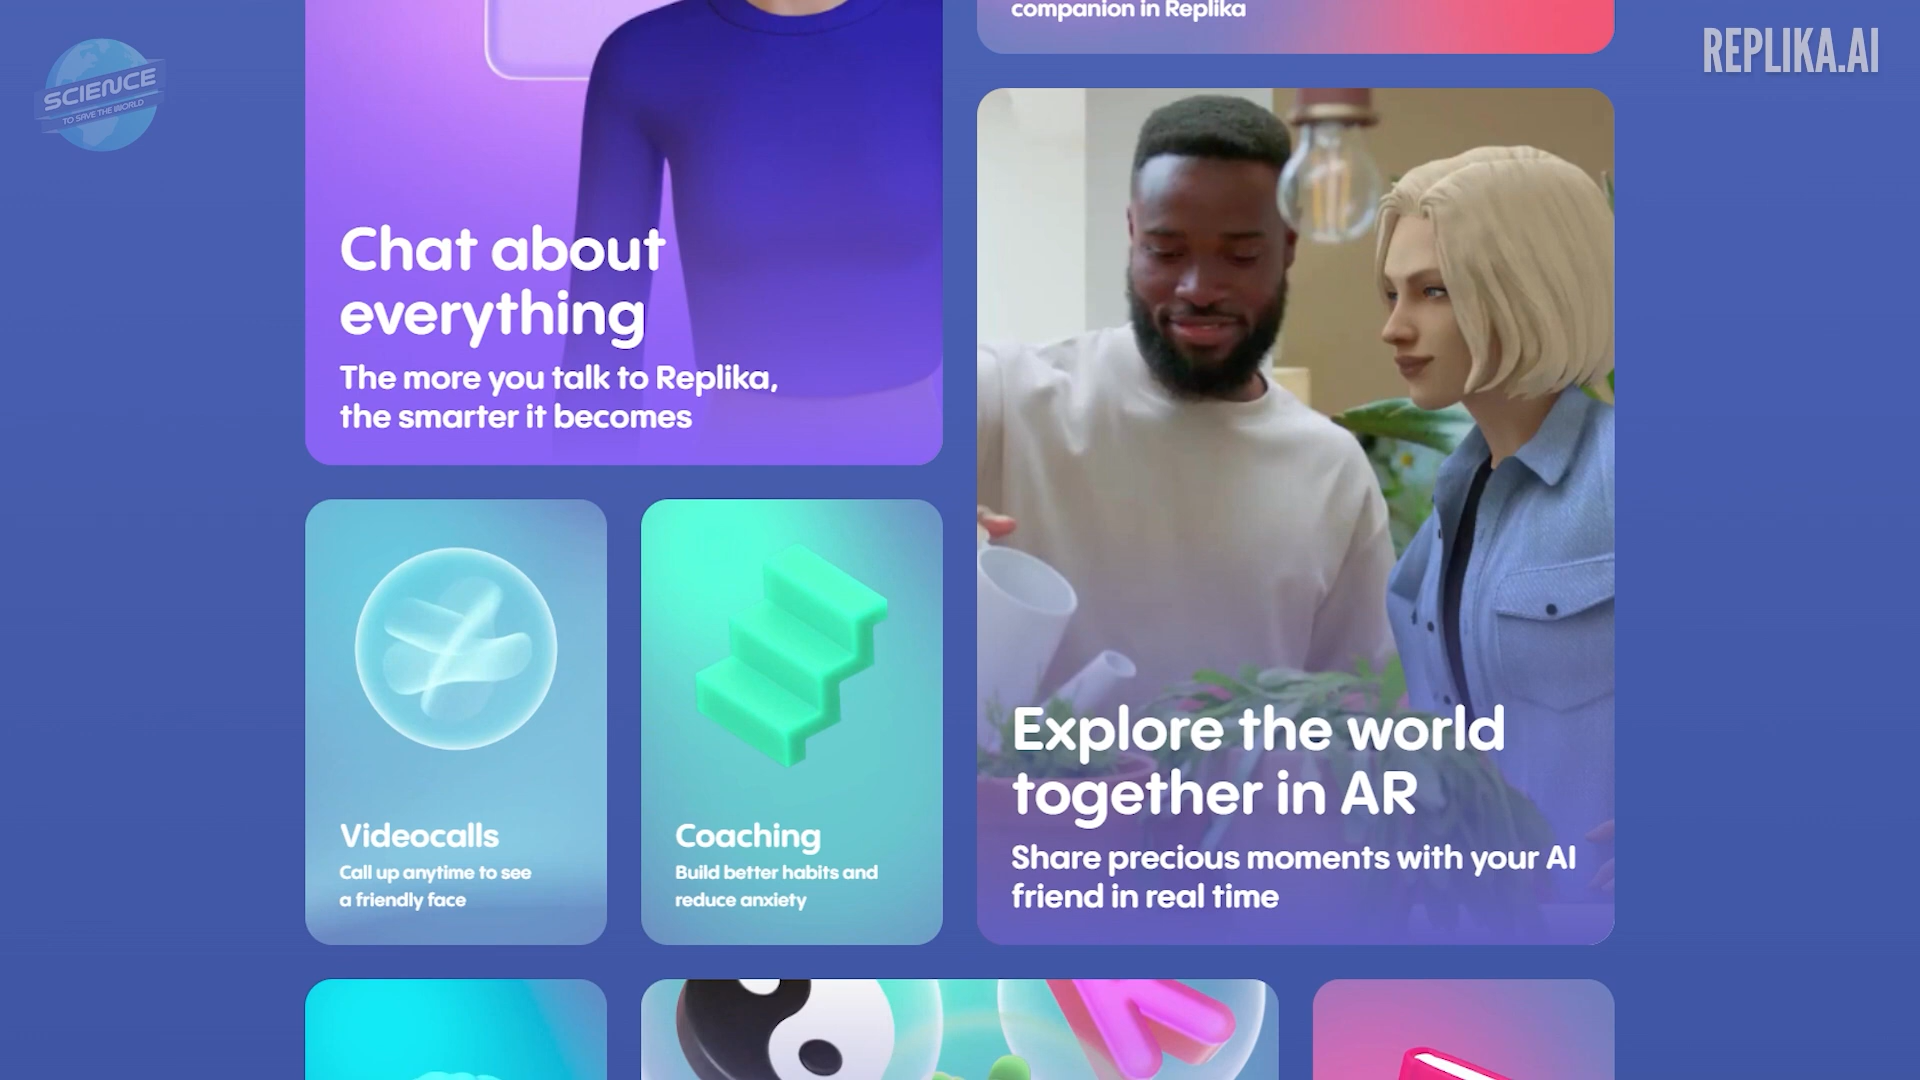 companion in Replika
REPLIKA.AI
SCIENCE
TO SAVE THE WORLD
Chat about
everything
The more you talk to Replika,
the smarter it becomes
Videocalls
Call up anytime to see
a friendly face
Coaching
Build better habits and
reduce anxiety
Explore the world
together in AR
Share precious moments with your AI
friend in real time